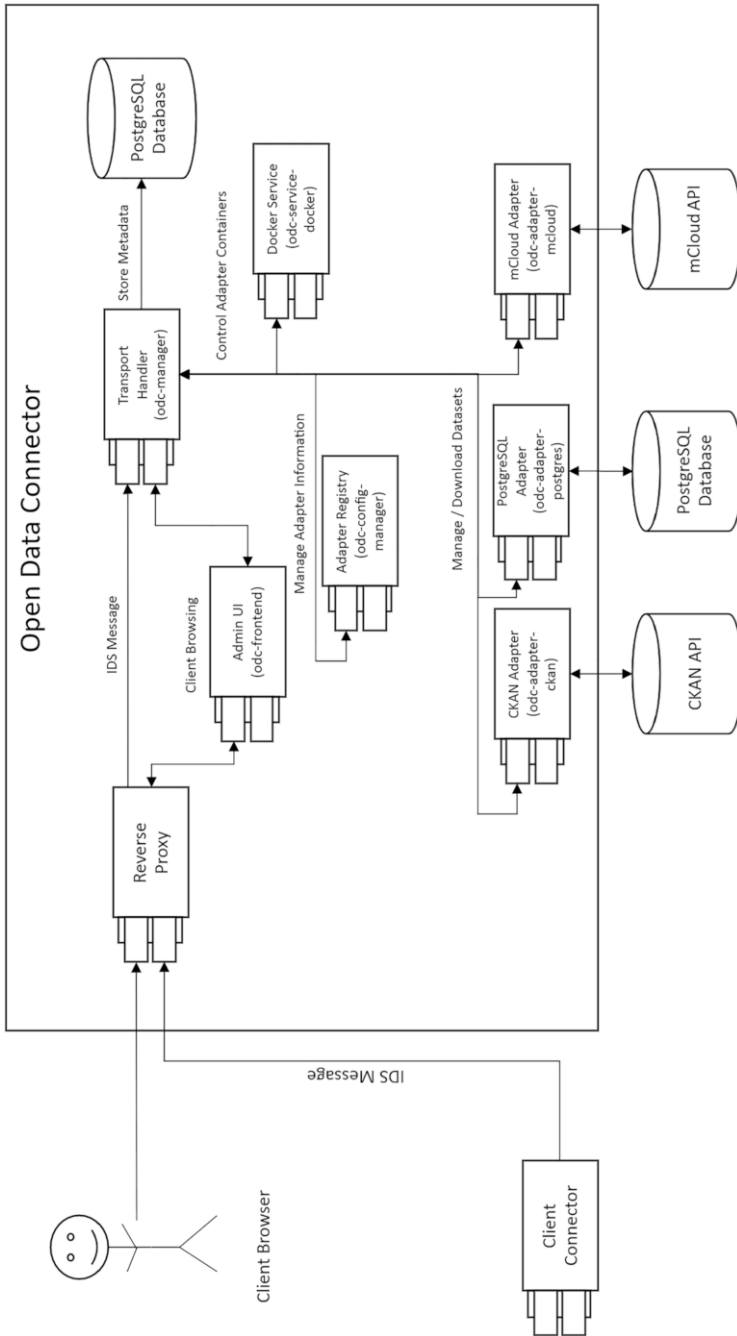 Open Data Connector
Client Browser
Client
Connector
IDS Message
Reverse
Proxy
IDS Message
Client Browsing
Admin UI
(odc-frontend)
Transport
Handler
(odc-manager)
Store Metadata
PostgreSQL
Database
Manage Adapter Information
Adapter Registry
(odc-config-
manager)
Control Adapter Containers
Docker Service
(odc-service-
docker)
Manage / Download Datasets
CKAN Adapter
(odc-adapter-
ckan)
PostgreSQL
Adapter
(odc-adapter-
postgres)
mCloud Adapter
(odc-adapter-
mcloud)
CKAN API
PostgreSQL
Database
mCloud API